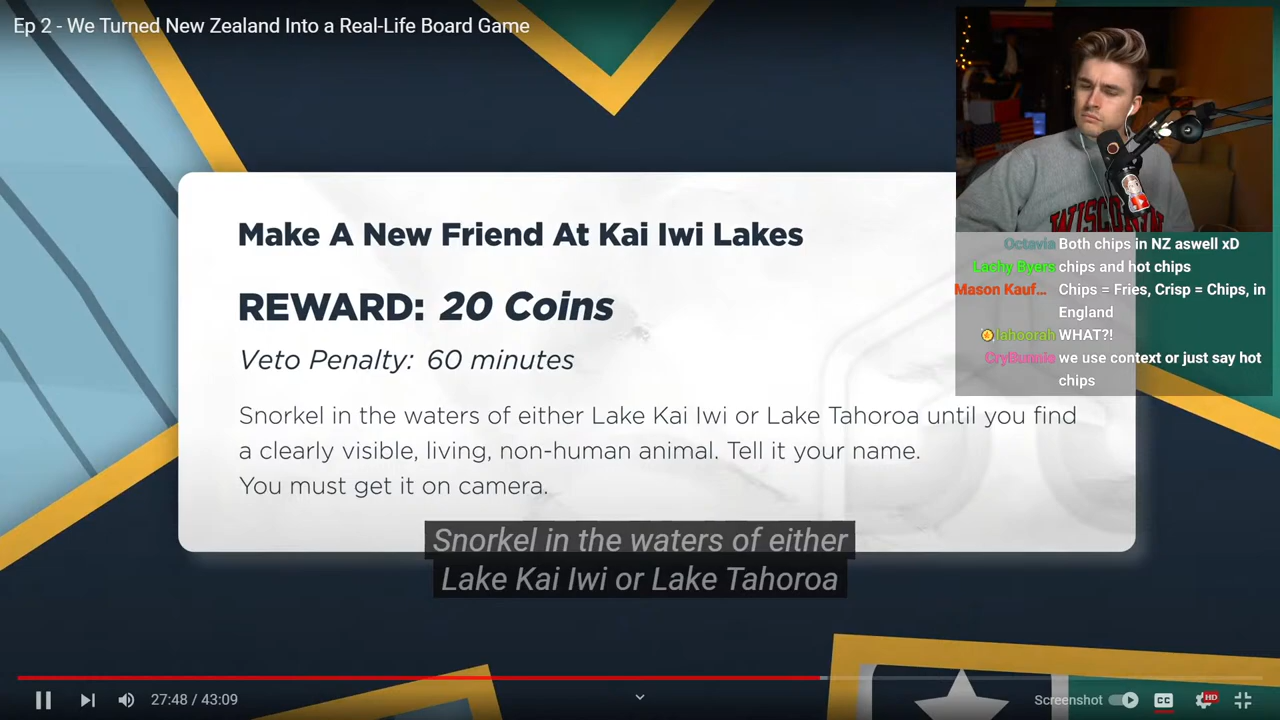 Ep 2 - We Turned New Zealand Into a Real-Life Board Game
Make A New Friend At Kai Iwi Lakes
REWARD: 20 Coins
Veto Penalty: 60 minutes
Snorkel in the waters of either Lake Kai Iwi or Lake Tahoroa until you find
a clearly visible, living, non-human animal. Tell it your name.
You must get it on camera.
Snorkel in the waters of either
Lake Kai Iwi or Lake Tahoroa
WISCONSIN
Octavia Both chips in NZ aswell xD
Lachy Byers chips and hot chips
Mason Kauf... Chips = Fries, Crisp = Chips, in
England
lahoorah WHAT?!
CryBunnie we use context or just say hot
chips
27:48 / 43:09
Screenshot
CC
HD